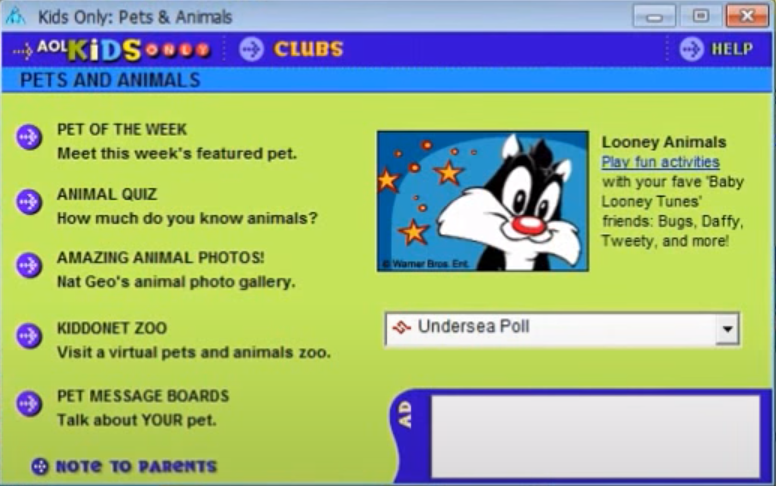 Kids Only: Pets & Animals
AOL KiDS ONLY
CLUBS
HELP
PETS AND ANIMALS
PET OF THE WEEK
Meet this week's featured pet.
ANIMAL QUIZ
How much do you know animals?
AMAZING ANIMAL PHOTOS!
Nat Geo's animal photo gallery.
KIDDONET ZOO
Visit a virtual pets and animals zoo.
PET MESSAGE BOARDS
Talk about YOUR pet.
NOTE TO PARENTS
© Warner Bros. Ent.
Looney Animals
Play fun activities
with your fave 'Baby
Looney Tunes'
friends: Bugs, Daffy,
Tweety, and more!
Undersea Poll
AD